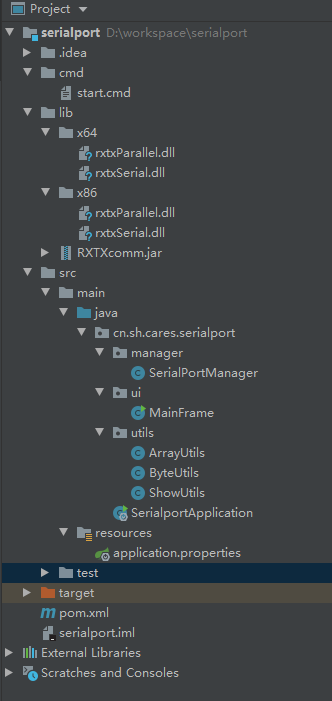 Project
serialport D:\workspace\serialport
.idea
cmd
start.cmd
lib
x64
rxtxParallel.dll
rxtxSerial.dll
x86
rxtxParallel.dll
rxtxSerial.dll
RXTXcomm.jar
src
main
java
cn.sh.cares.serialport
manager
SerialPortManager
ui
MainFrame
utils
ArrayUtils
ByteUtils
ShowUtils
SerialportApplication
resources
application.properties
test
target
pom.xml
serialport.iml
External Libraries
Scratches and Consoles